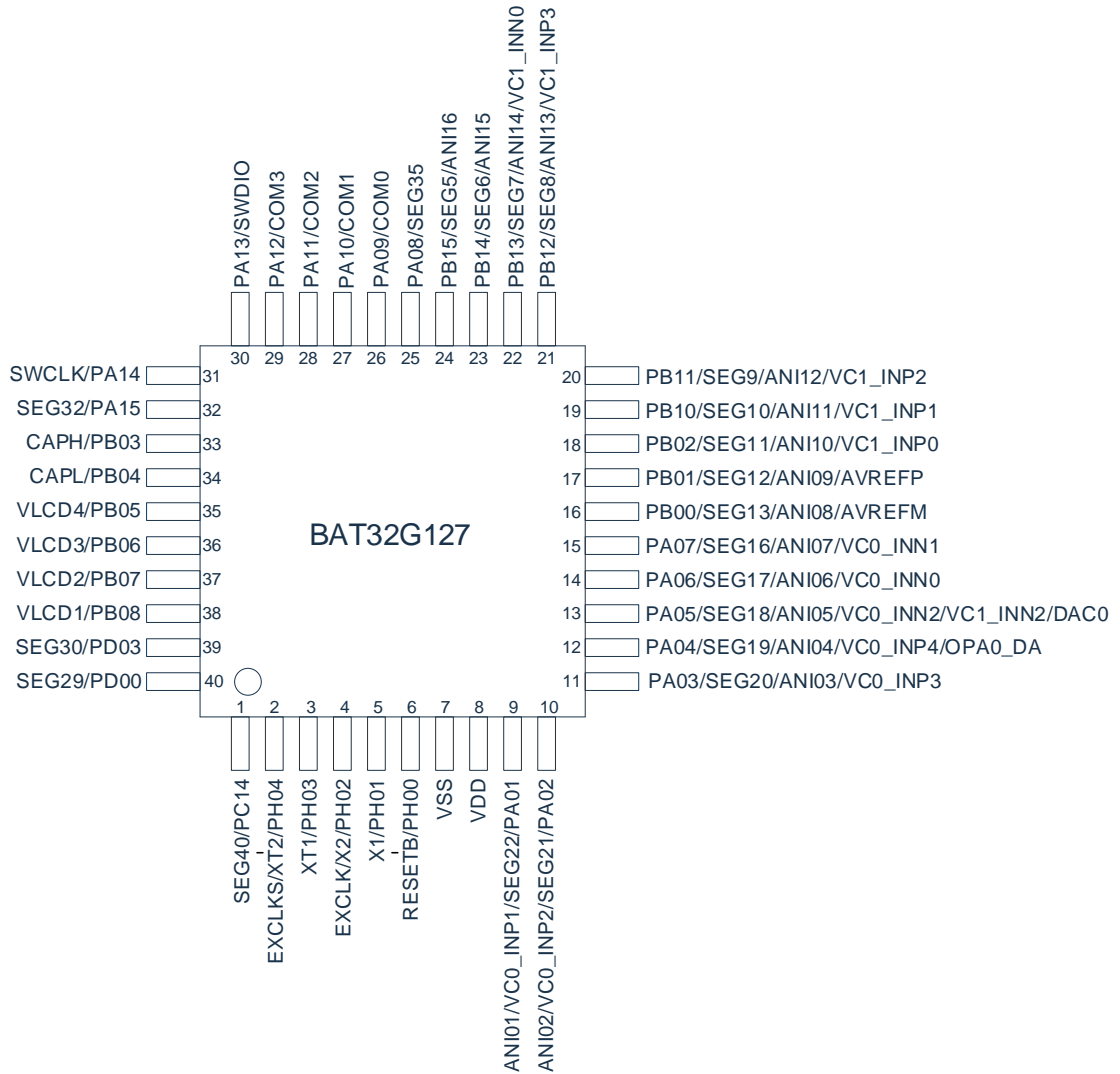 PA13/SWDIO
PA12/COM3
PA11/COM2
PA10/COM1
PA09/COM0
PA08/SEG35
PB15/SEG5/ANI16
PB14/SEG6/ANI15
PB13/SEG7/ANI14/VC1_INN0
PB12/SEG8/ANI13/VC1_INP3
30 29 28 27 26 25 24 23 22 21
SWCLK/PA14 31
SEG32/PA15 32
CAPH/PB03 33
CAPL/PB04 34
VLCD4/PB05 35
VLCD3/PB06 36
VLCD2/PB07 37
VLCD1/PB08 38
SEG30/PD03 39
SEG29/PD00 40
BAT32G127
20 PB11/SEG9/ANI12/VC1_INP2
19 PB10/SEG10/ANI11/VC1_INP1
18 PB02/SEG11/ANI10/VC1_INP0
17 PB01/SEG12/ANI09/AVREFP
16 PB00/SEG13/ANI08/AVREFM
15 PA07/SEG16/ANI07/VC0_INN1
14 PA06/SEG17/ANI06/VC0_INN0
13 PA05/SEG18/ANI05/VC0_INN2/VC1_INN2/DAC0
12 PA04/SEG19/ANI04/VC0_INP4/OPA0_DA
11 PA03/SEG20/ANI03/VC0_INP3
1 2 3 4 5 6 7 8 9 10
SEG40/PC14
EXCLKS/XT2/PH04
XT1/PH03
EXCLK/X2/PH02
X1/PH01
RESETB/PH00
VSS
VDD
ANI01/VC0_INP1/SEG22/PA01
ANI02/VC0_INP2/SEG21/PA02